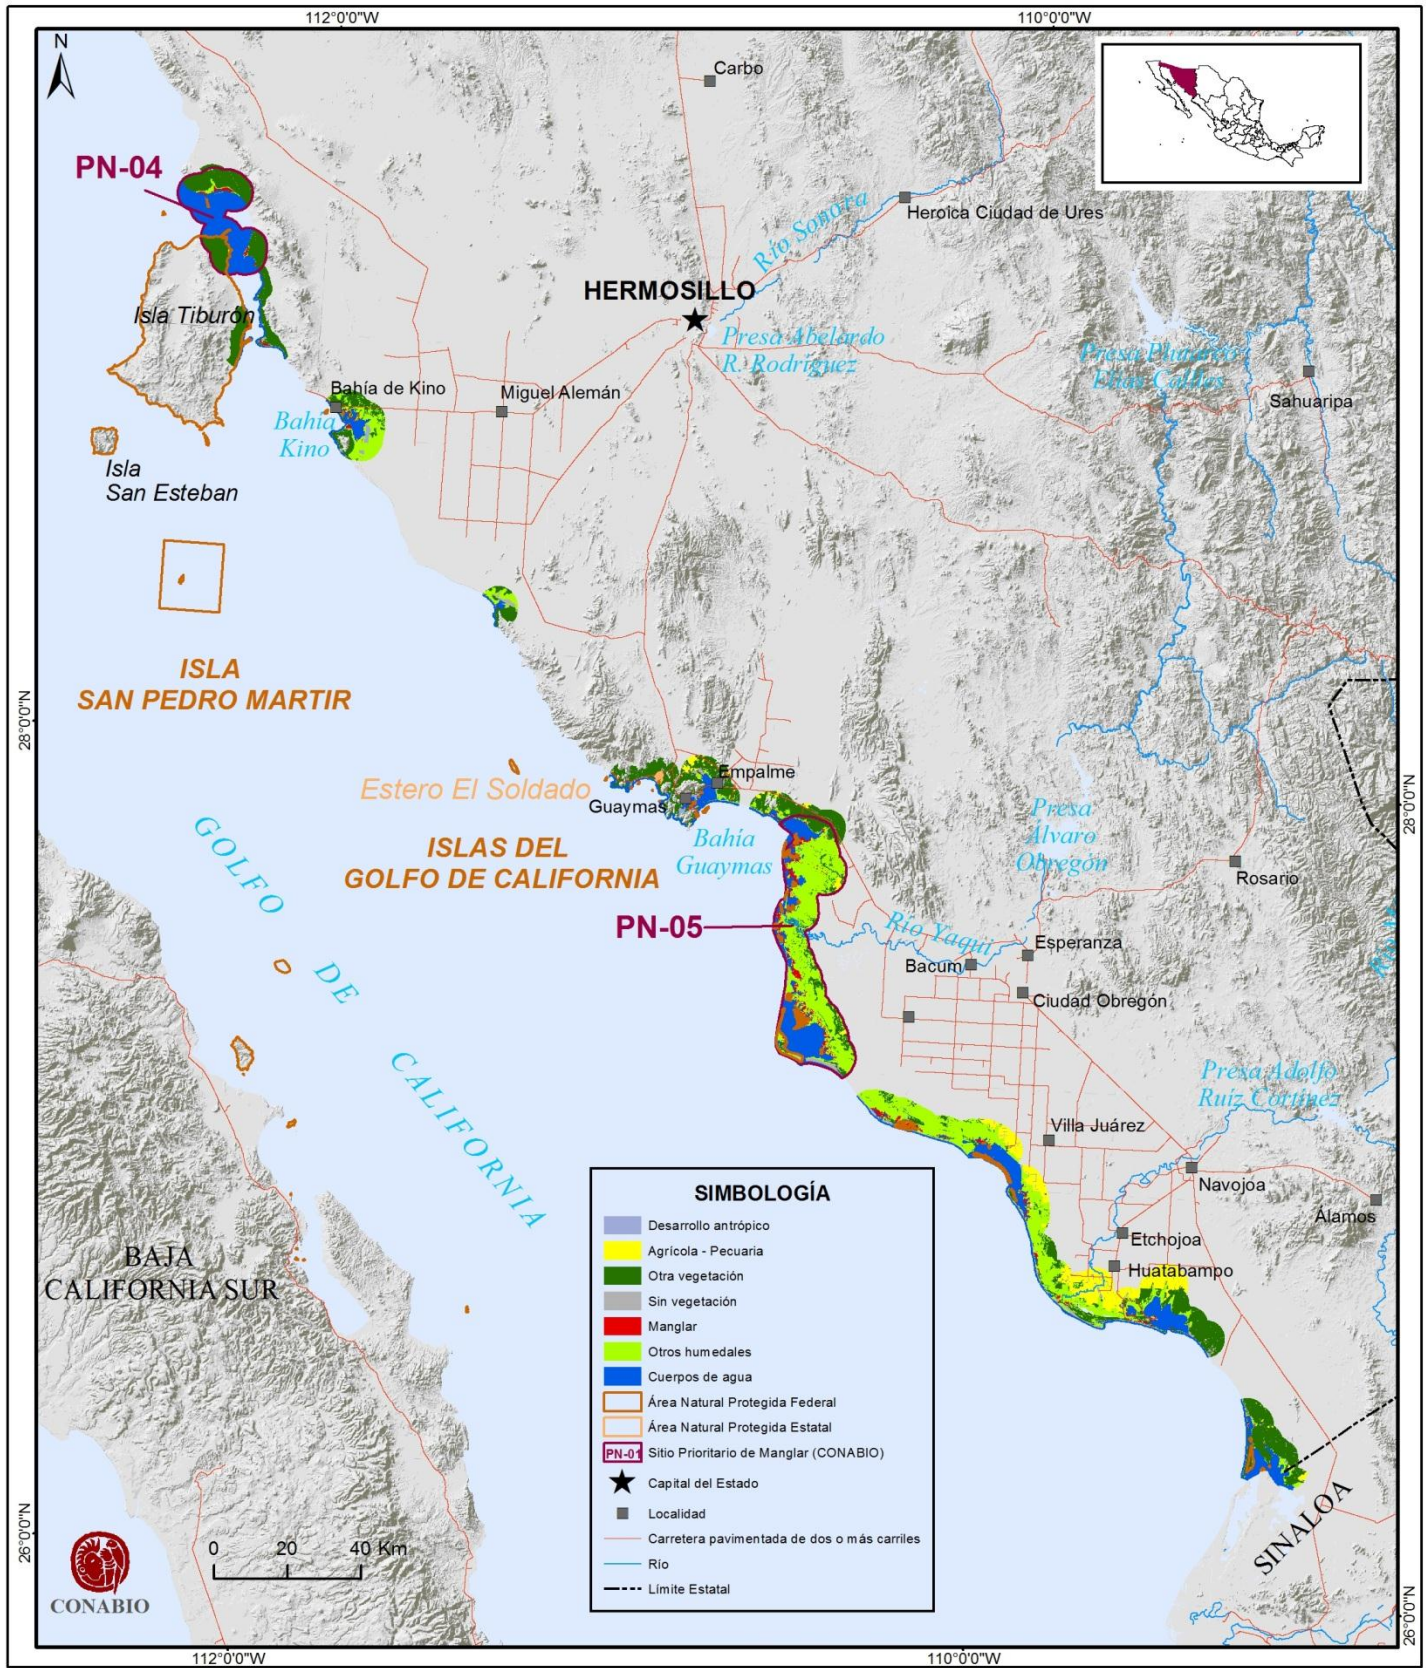 112°0'0"W
110°0'0"W
N
Carbo
PN-04
Heroica Ciudad de Ures
Río Sonora
HERMOSILLO
Isla Tiburón
Presa Abelardo
R. Rodríguez
Presa Plutarco
Elías Calles
Sahuaripa
Bahía de Kino
Miguel Alemán
Bahía
Kino
Isla
San Esteban
ISLA
SAN PEDRO MARTIR
28°0'0"N
28°0'0"N
Empalme
Estero El Soldado
Guaymas
Presa
Alvaro
Obregón
Bahía
Guaymas
ISLAS DEL
GOLFO DE CALIFORNIA
Rosario
GOLFO DE CALIFORNIA
PN-05
Río Yaqui
Esperanza
Bacum
Ciudad Obregón
Presa Adolfo
Ruíz Cortínez
Villa Juárez
Navojoa
Álamos
Etchojoa
Huatabampo
BAJA
CALIFORNIA SUR
SIMBOLOGÍA
Desarrollo antrópico
Agrícola - Pecuaria
Otra vegetación
Sin vegetación
Manglar
Otros humedales
Cuerpos de agua
Área Natural Protegida Federal
Área Natural Protegida Estatal
PN-01 Sitio Prioritario de Manglar (CONABIO)
Capital del Estado
Localidad
Carretera pavimentada de dos o más carriles
Río
Límite Estatal
SINALOA
26°0'0"N
26°0'0"N
0 20 40 Km
CONABIO
112°0'0"W
110°0'0"W